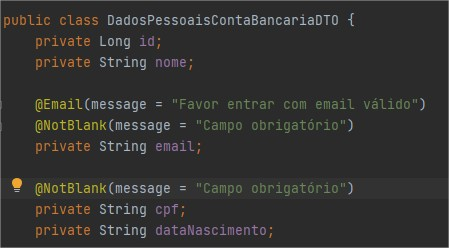 public class DadosPessoaisContaBancariaDTO {
private Long id;
private String nome;
@Email(message = "Favor entrar com email válido")
@NotBlank(message = "Campo obrigatório")
private String email;
@NotBlank(message = "Campo obrigatório")
private String cpf;
private String dataNascimento;